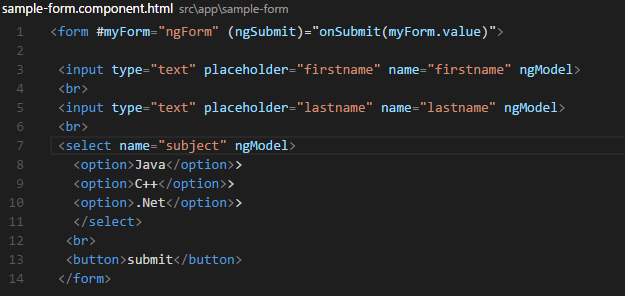 sample-form.component.html src\app\sample-form
1 <form #myForm="ngForm" (ngSubmit)="onSubmit(myForm.value)">
2
3 <input type="text" placeholder="firstname" name="firstname" ngModel>
4 <br>
5 <input type="text" placeholder="lastname" name="lastname" ngModel>
6 <br>
7 <select name="subject" ngModel>
8 <option>Java</option>>
9 <option>C++</option>>
10 <option>.Net</option>>
11 </select>
12 <br>
13 <button>submit</button>
14 </form>